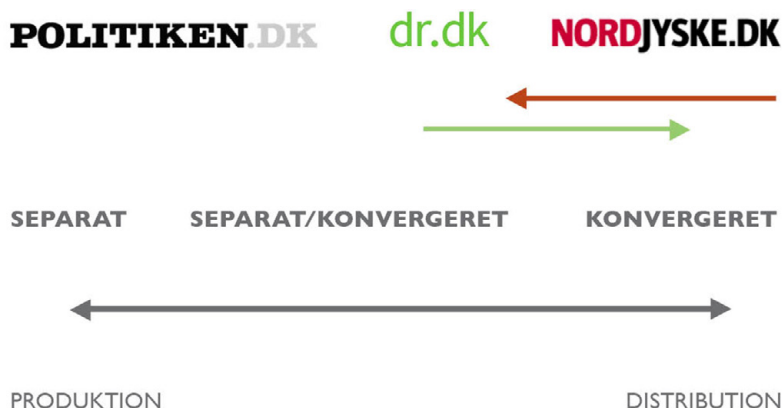 POLITIKEN.DK dr.dk NORDJYSKE.DK
SEPARAT SEPARAT/KONVERGERET KONVERGERET
PRODUKTION DISTRIBUTION